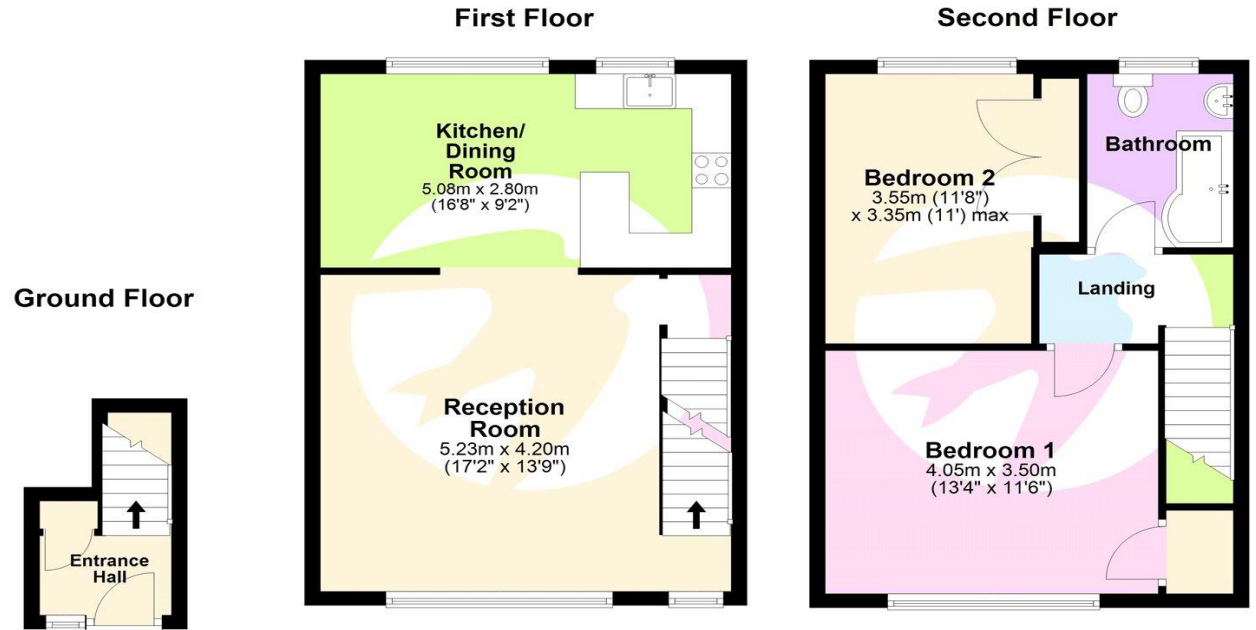 First Floor
Kitchen/
Dining
Room
5.08m x 2.80m
(16'8" x 9'2")
Reception
Room
5.23m x 4.20m
(17'2" x 13'9")
Second Floor
Bedroom 2
3.55m (11'8")
x 3.35m (11') max
Bathroom
Landing
Bedroom 1
4.05m x 3.50m
(13'4" x 11'6")
Ground Floor
Entrance
Hall